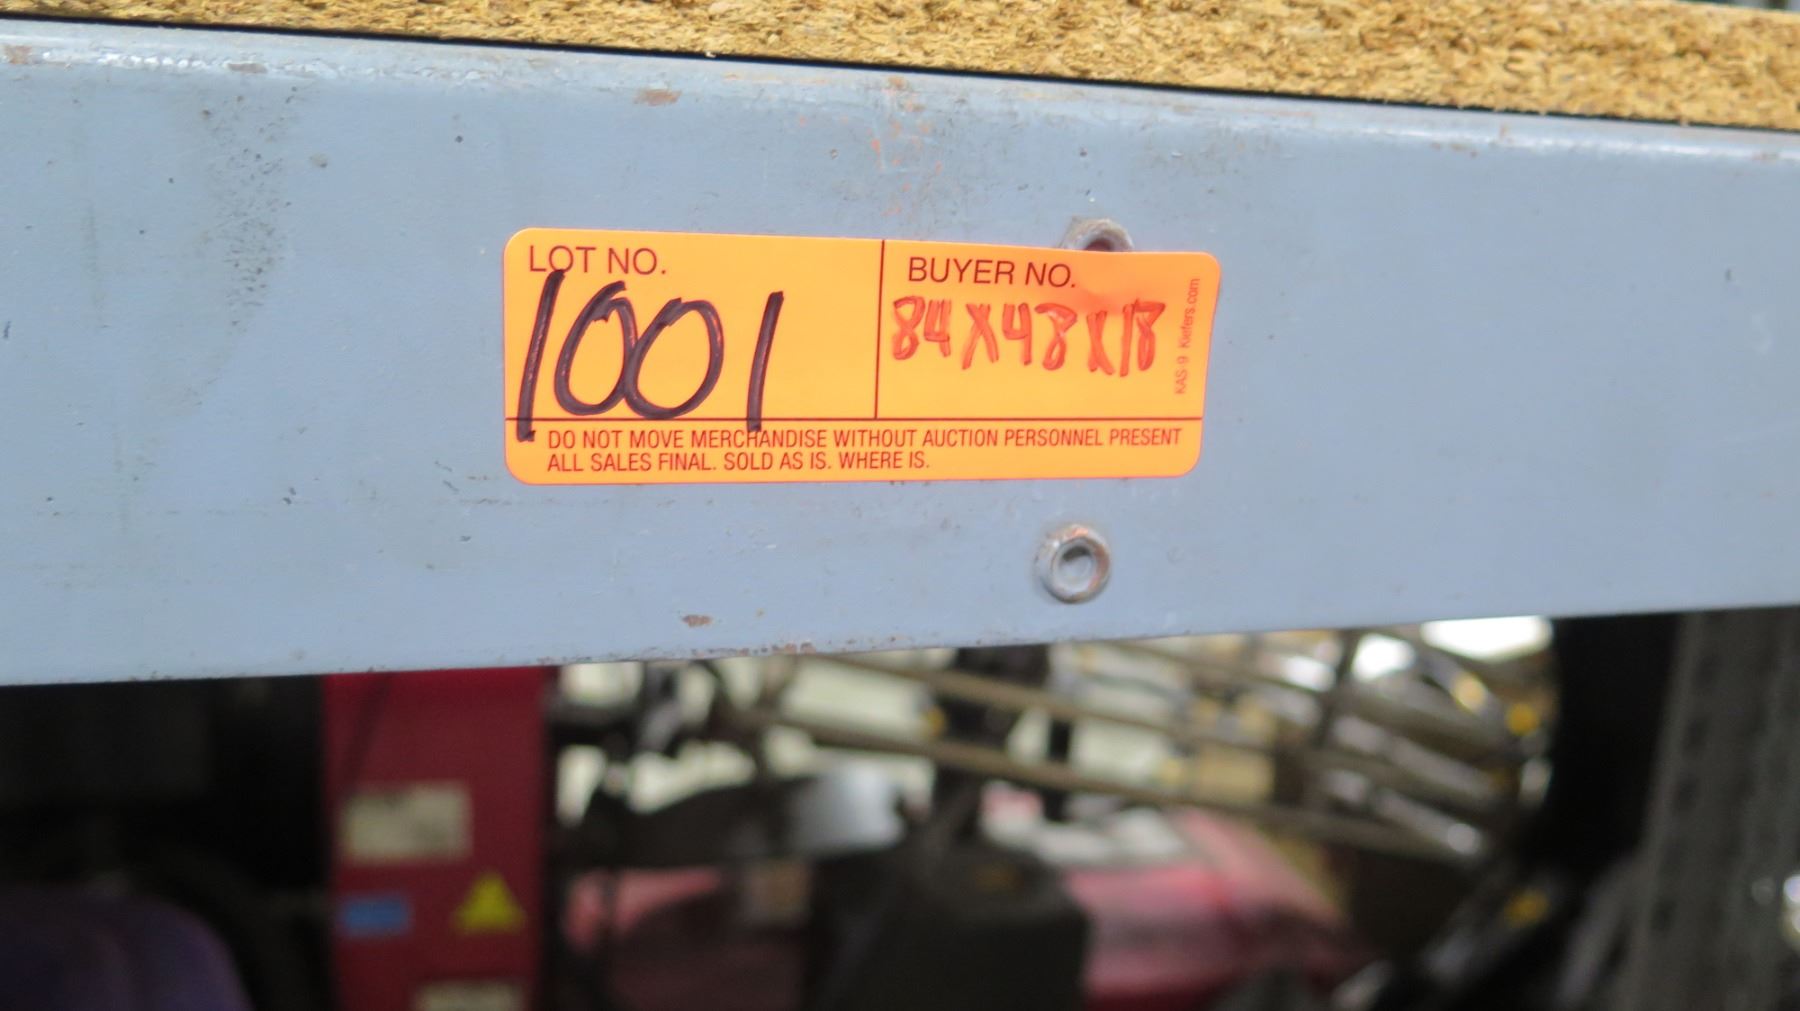 LOT NO.
1001
BUYER NO.
84X48X18
KAS-9 Kiefers.com
DO NOT MOVE MERCHANDISE WITHOUT AUCTION PERSONNEL PRESENT
ALL SALES FINAL. SOLD AS IS. WHERE IS.